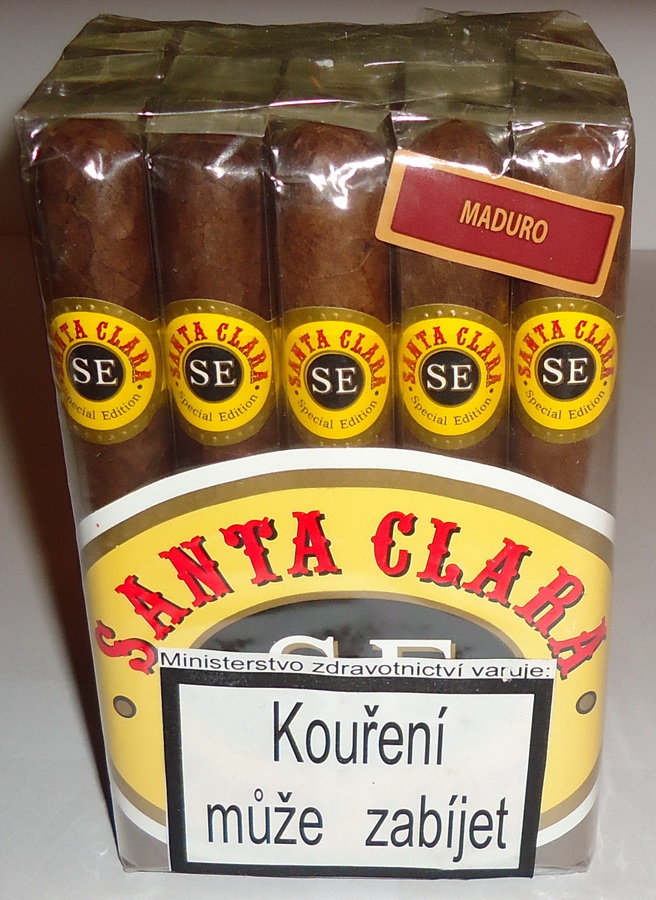 MADURO
SANTA CLARA
SE
Special Edition
SANTA CLARA
SE
Special Edition
SANTA CLARA
SE
Special Edition
SANTA CLARA
SE
Special Edition
SANTA CLARA
SE
Special Edition
SANTA CLARA
SE
Ministerstvo zdravotnictví varuje:
Kouření
může zabíjet